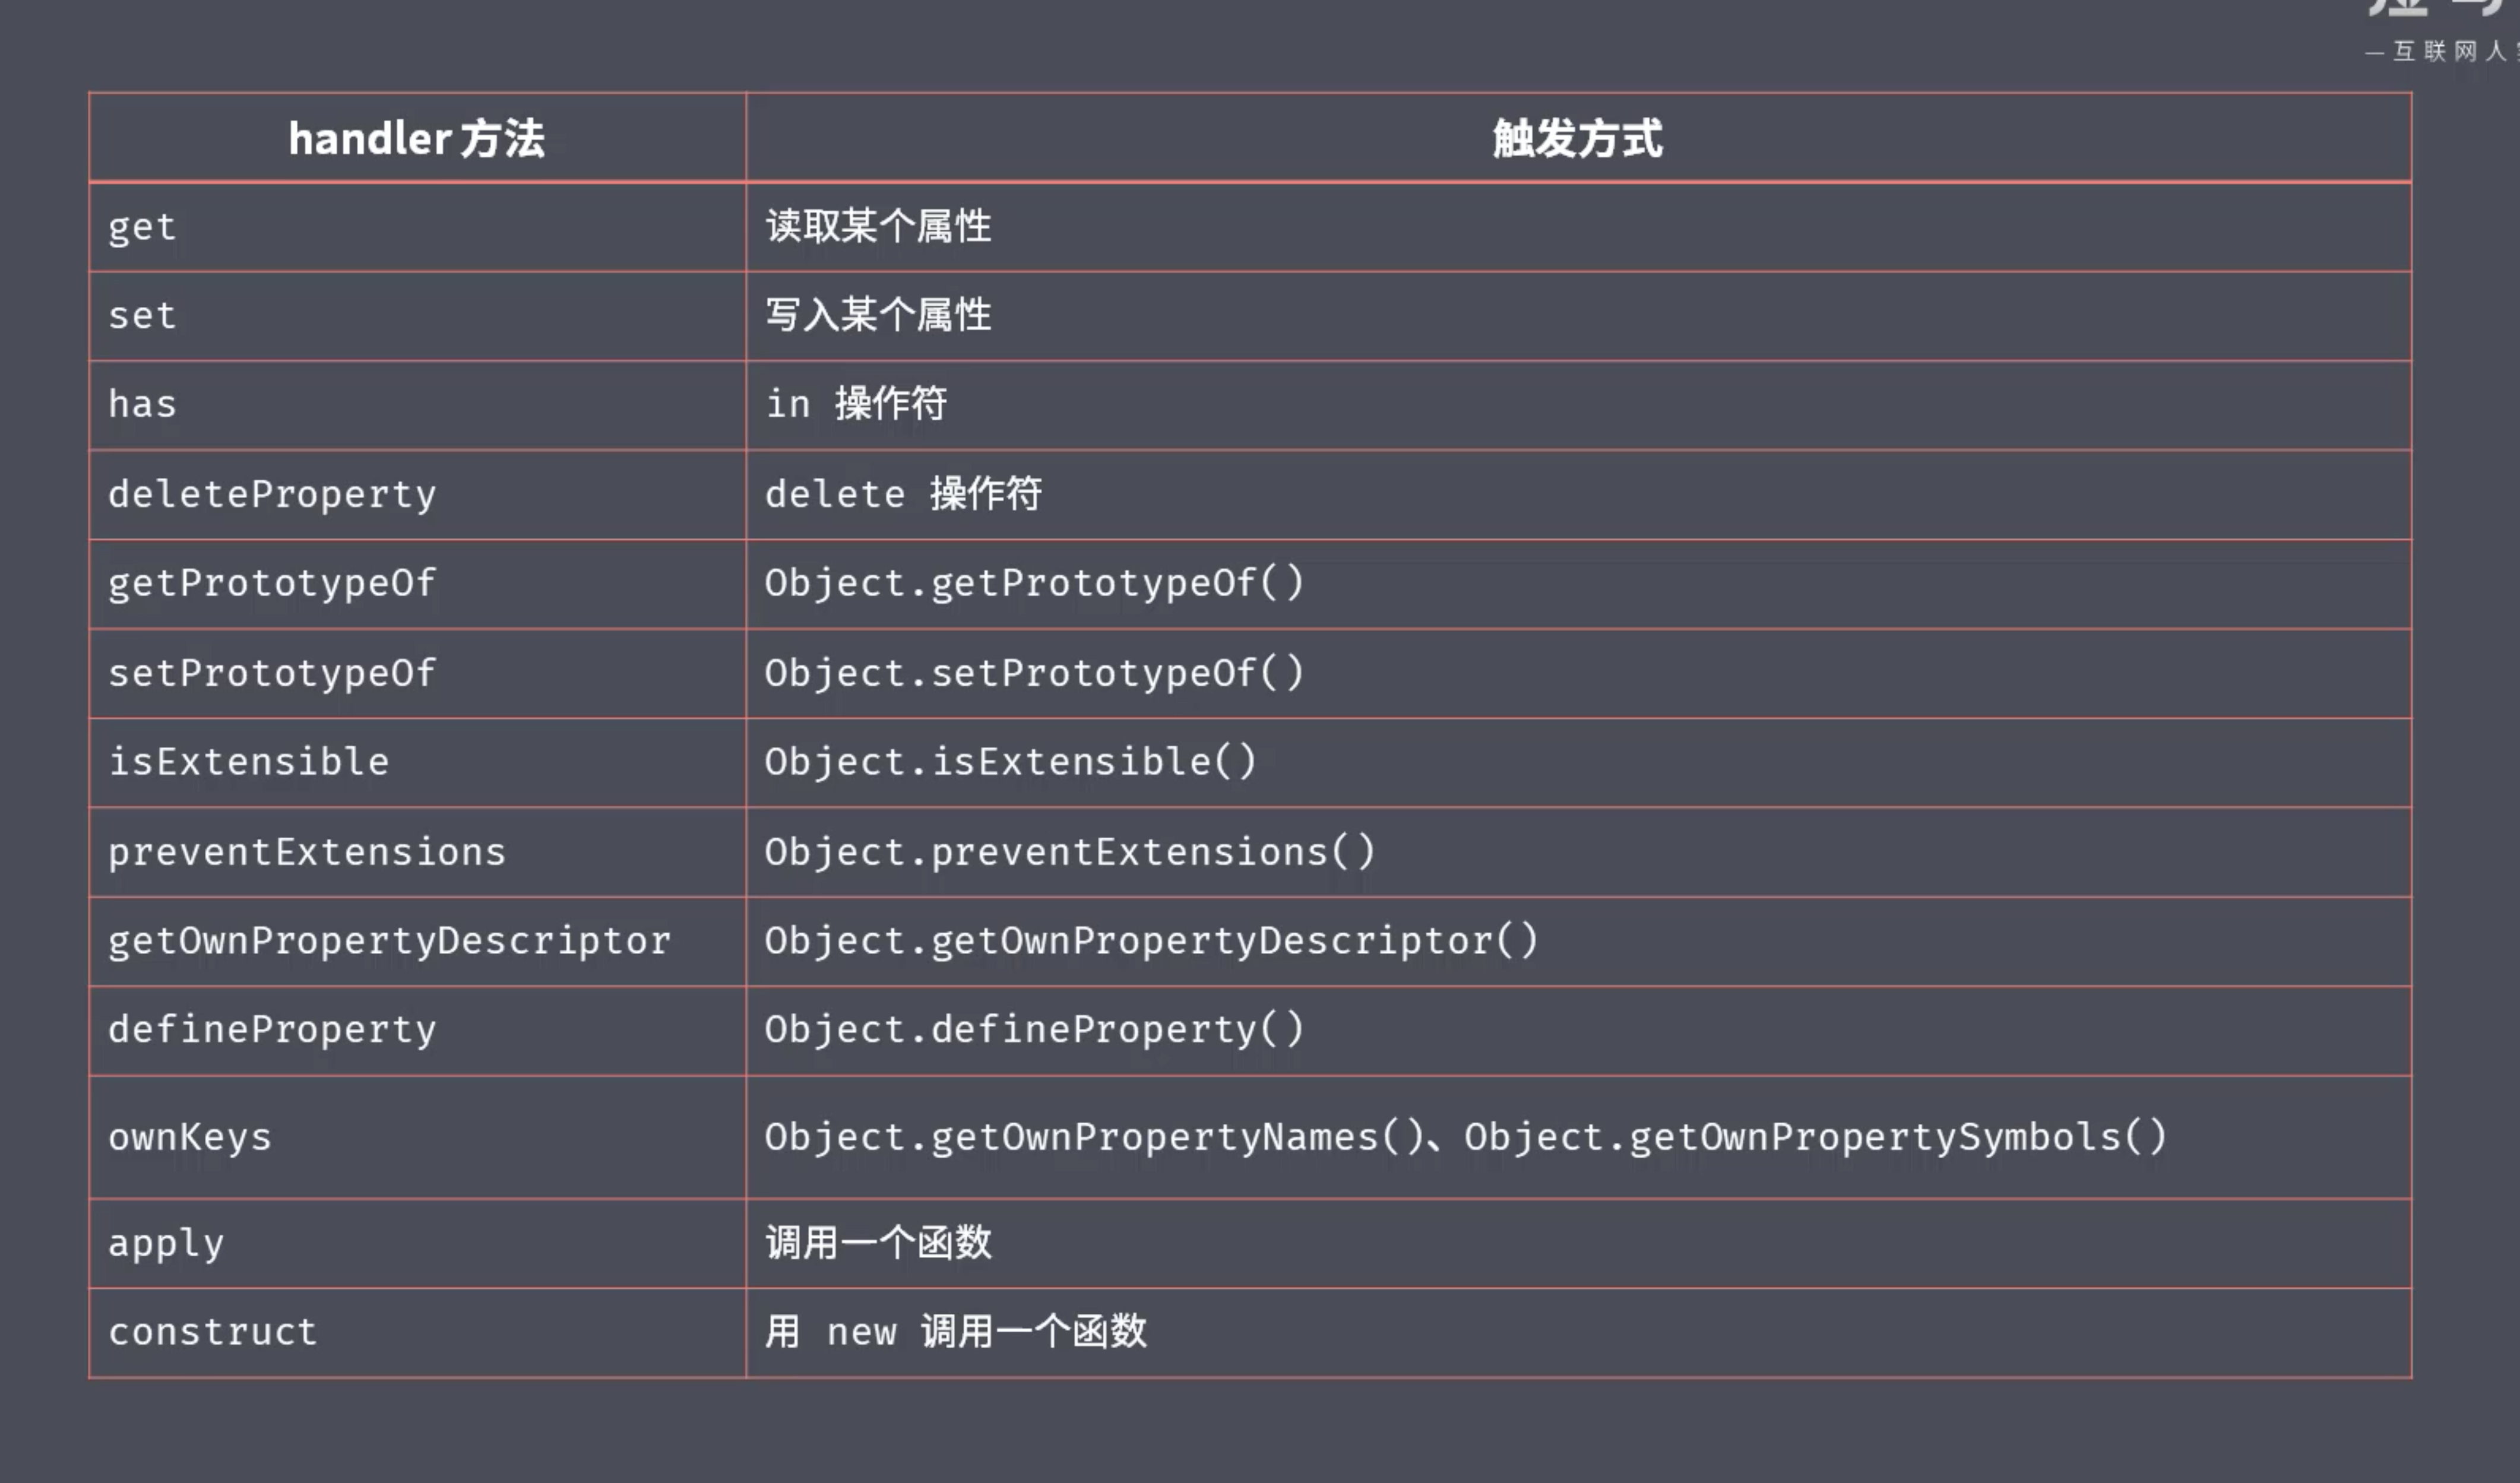 —互联网人
handler 方法 触发方式
get 读取某个属性
set 写入某个属性
has in 操作符
deleteProperty delete 操作符
getPrototypeOf Object.getPrototypeOf()
setPrototypeOf Object.setPrototypeOf()
isExtensible Object.isExtensible()
preventExtensions Object.preventExtensions()
getOwnPropertyDescriptor Object.getOwnPropertyDescriptor()
defineProperty Object.defineProperty()
ownKeys Object.getOwnPropertyNames()、Object.getOwnPropertySymbols()
apply 调用一个函数
construct 用 new 调用一个函数